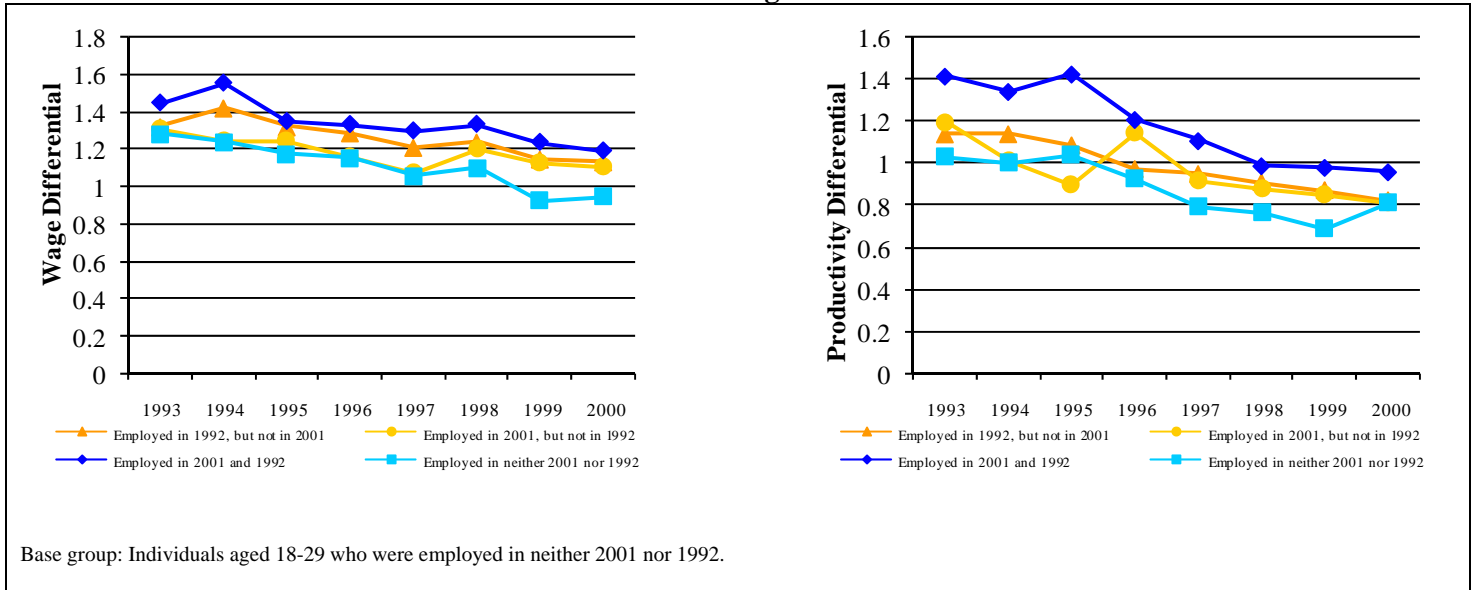 1.8
1.6
1.4
1.2
1
0.8
0.6
0.4
0.2
0
Wage Differential
1993 1994 1995 1996 1997 1998 1999 2000
Employed in 1992, but not in 2001
Employed in 2001, but not in 1992
Employed in 2001 and 1992
Employed in neither 2001 nor 1992
1.6
1.4
1.2
1
0.8
0.6
0.4
0.2
0
Productivity Differential
1993 1994 1995 1996 1997 1998 1999 2000
Employed in 1992, but not in 2001
Employed in 2001, but not in 1992
Employed in 2001 and 1992
Employed in neither 2001 nor 1992
Base group: Individuals aged 18-29 who were employed in neither 2001 nor 1992.